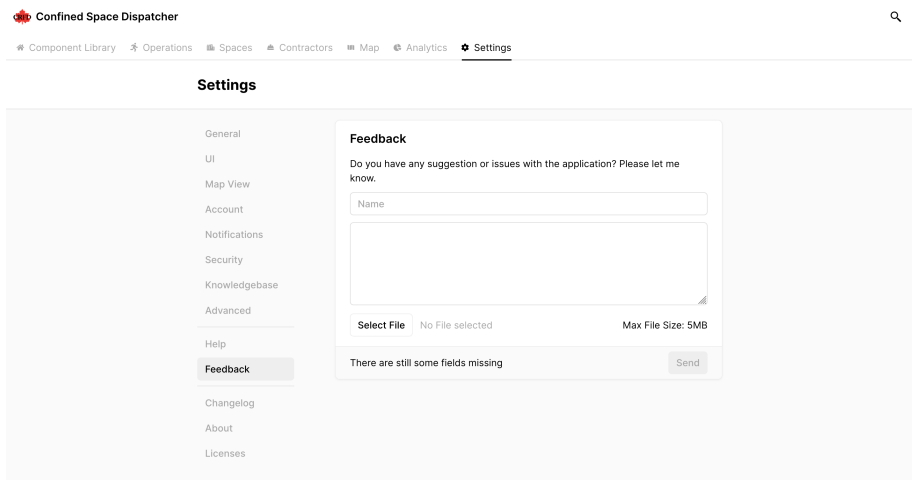 CSRT Confined Space Dispatcher
Component Library Operations Spaces Contractors Map Analytics Settings
Settings
General
UI
Map View
Account
Notifications
Security
Knowledgebase
Advanced
Help
Feedback
Changelog
About
Licenses
Feedback
Do you have any suggestion or issues with the application? Please let me
know.
Name
Select File No File selected Max File Size: 5MB
There are still some fields missing Send